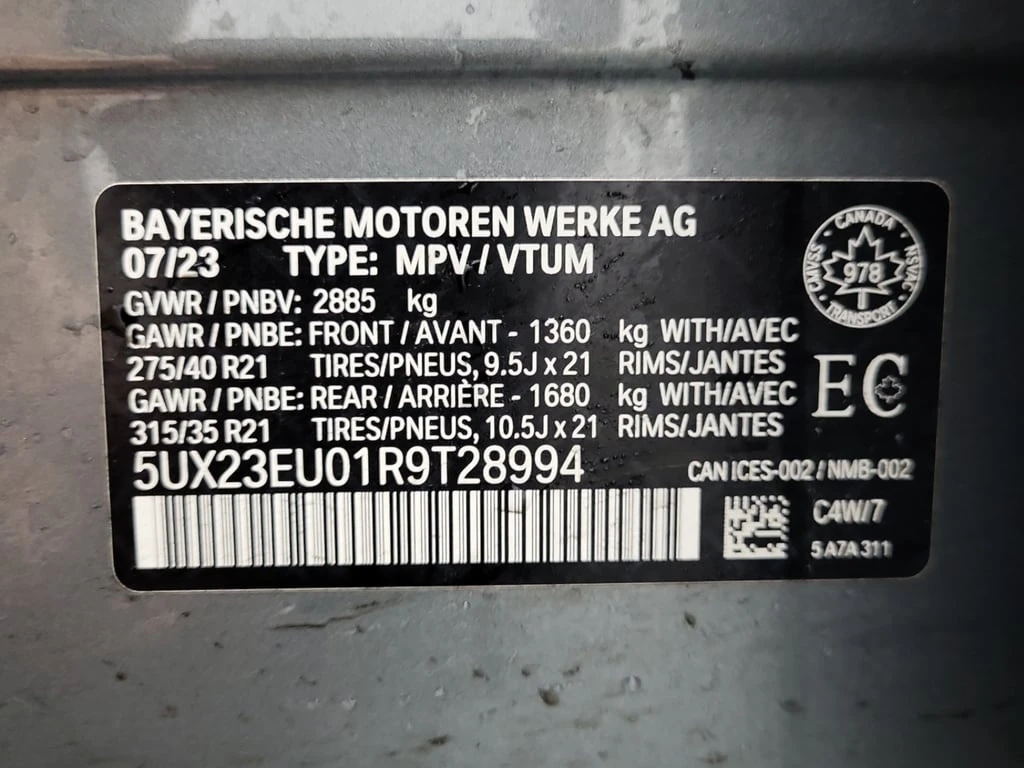 BAYERISCHE MOTOREN WERKE AG
07/23 TYPE: MPV / VTUM
GVWR / PNBV: 2885 kg
GAWR / PNBE: FRONT / AVANT - 1360 kg WITH/AVEC
275/40 R21 TIRES/PNEUS, 9.5J x 21 RIMS/JANTES
GAWR / PNBE: REAR / ARRIÈRE - 1680 kg WITH/AVEC
315/35 R21 TIRES/PNEUS, 10.5J x 21 RIMS/JANTES
5UX23EU01R9T28994
CANADA
CMVSS
978
NSVAC
TRANSPORT
EC
CAN ICES-002 / NMB-002
C4W/7
5A7A311